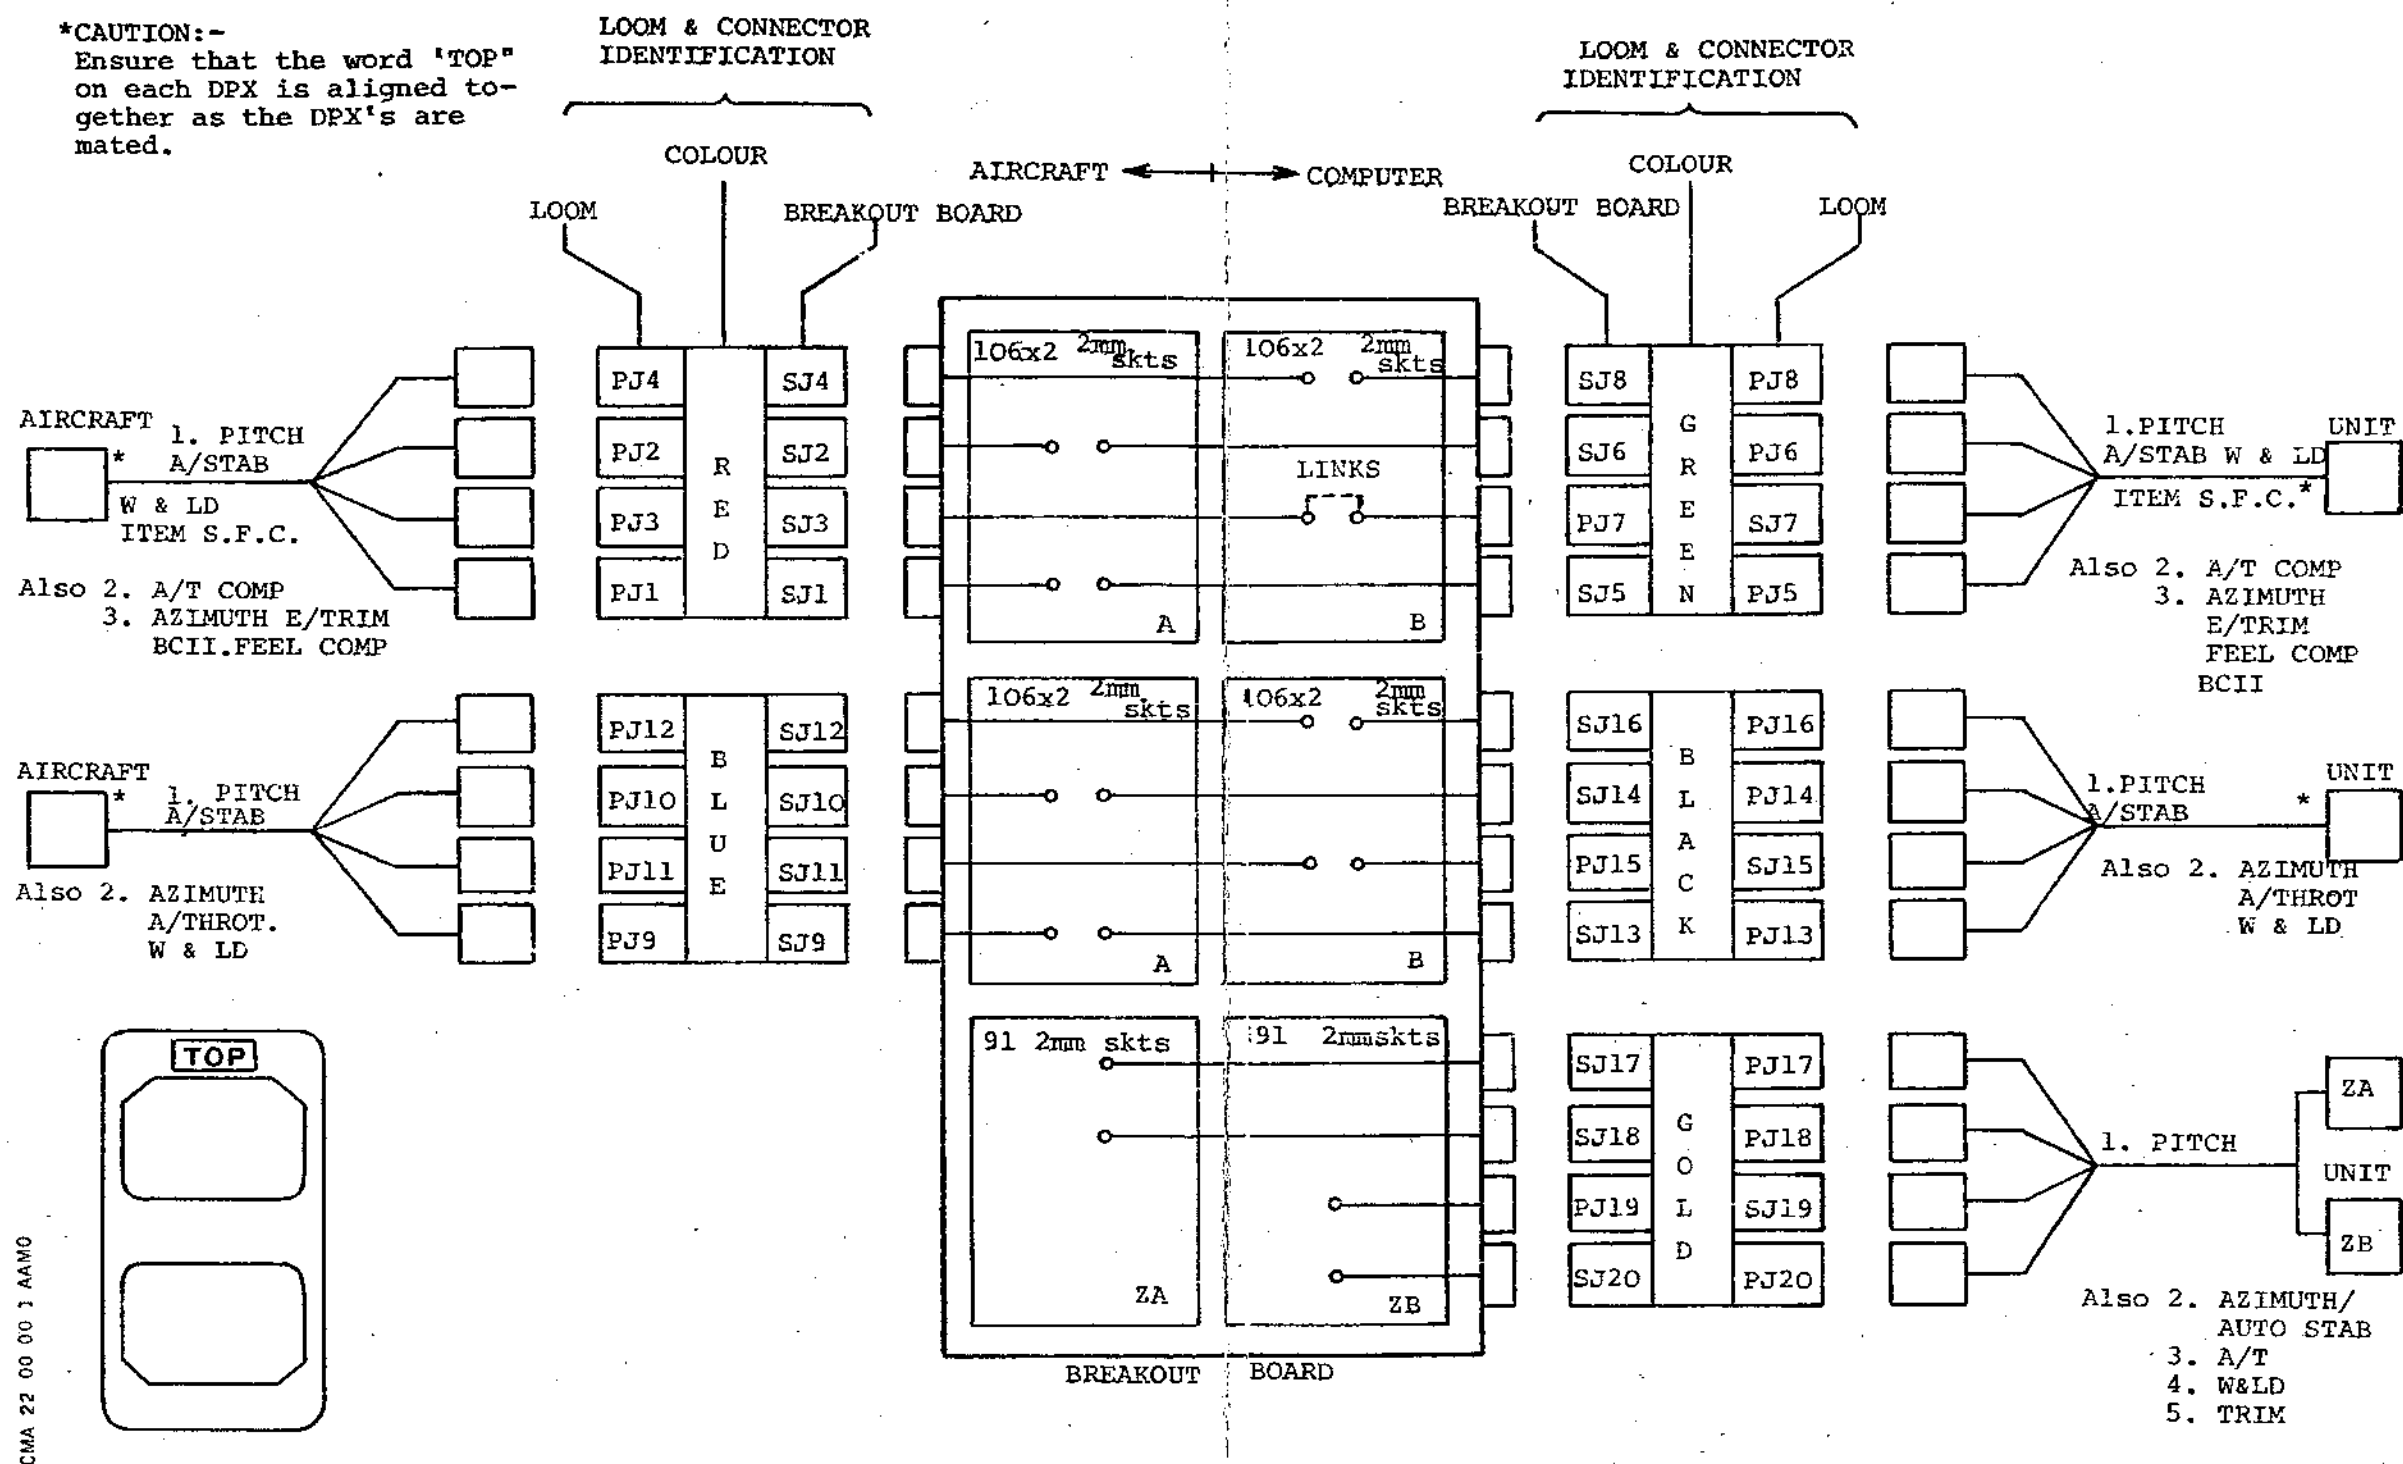 *CAUTION:-
Ensure that the word 'TOP"
on each DPX is aligned to-
gether as the DPX's are
mated.
LOOM & CONNECTOR
IDENTIFICATION
COLOUR
LOOM
BREAKOUT BOARD
AIRCRAFT
COMPUTER
LOOM & CONNECTOR
IDENTIFICATION
COLOUR
BREAKOUT BOARD
LOOM
AIRCRAFT
*
1. PITCH
A/STAB
W & LD
ITEM S.F.C.
Also 2. A/T COMP
3. AZIMUTH E/TRIM
BCII.FEEL COMP
PJ4
PJ2
PJ3
PJ1
RED
SJ4
SJ2
SJ3
SJ1
106x2 2mm skts
A
106x2 2mm skts
LINKS
B
SJ8
SJ6
PJ7
SJ5
GREEN
PJ8
PJ6
SJ7
PJ5
1.PITCH
A/STAB W & LD
ITEM S.F.C.*
UNIT
Also 2. A/T COMP
3. AZIMUTH
E/TRIM
FEEL COMP
BCII
AIRCRAFT
*
1. PITCH
A/STAB
Also 2. AZIMUTH
A/THROT.
W & LD
PJ12
PJ10
PJ11
PJ9
BLUE
SJ12
SJ10
SJ11
SJ9
106x2 2mm skts
A
106x2 2mm skts
B
SJ16
SJ14
PJ15
SJ13
BLACK
PJ16
PJ14
SJ15
PJ13
1.PITCH
A/STAB
*
UNIT
Also 2. AZIMUTH
A/THROT
W & LD
TOP
91 2mm skts
ZA
91 2mmskts
ZB
SJ17
SJ18
PJ19
SJ20
GOLD
PJ17
PJ18
SJ19
PJ20
1. PITCH
ZA
UNIT
ZB
Also 2. AZIMUTH/
AUTO STAB
3. A/T
4. W&LD
5. TRIM
BREAKOUT BOARD
CMA 22 00 00 1 AAM0